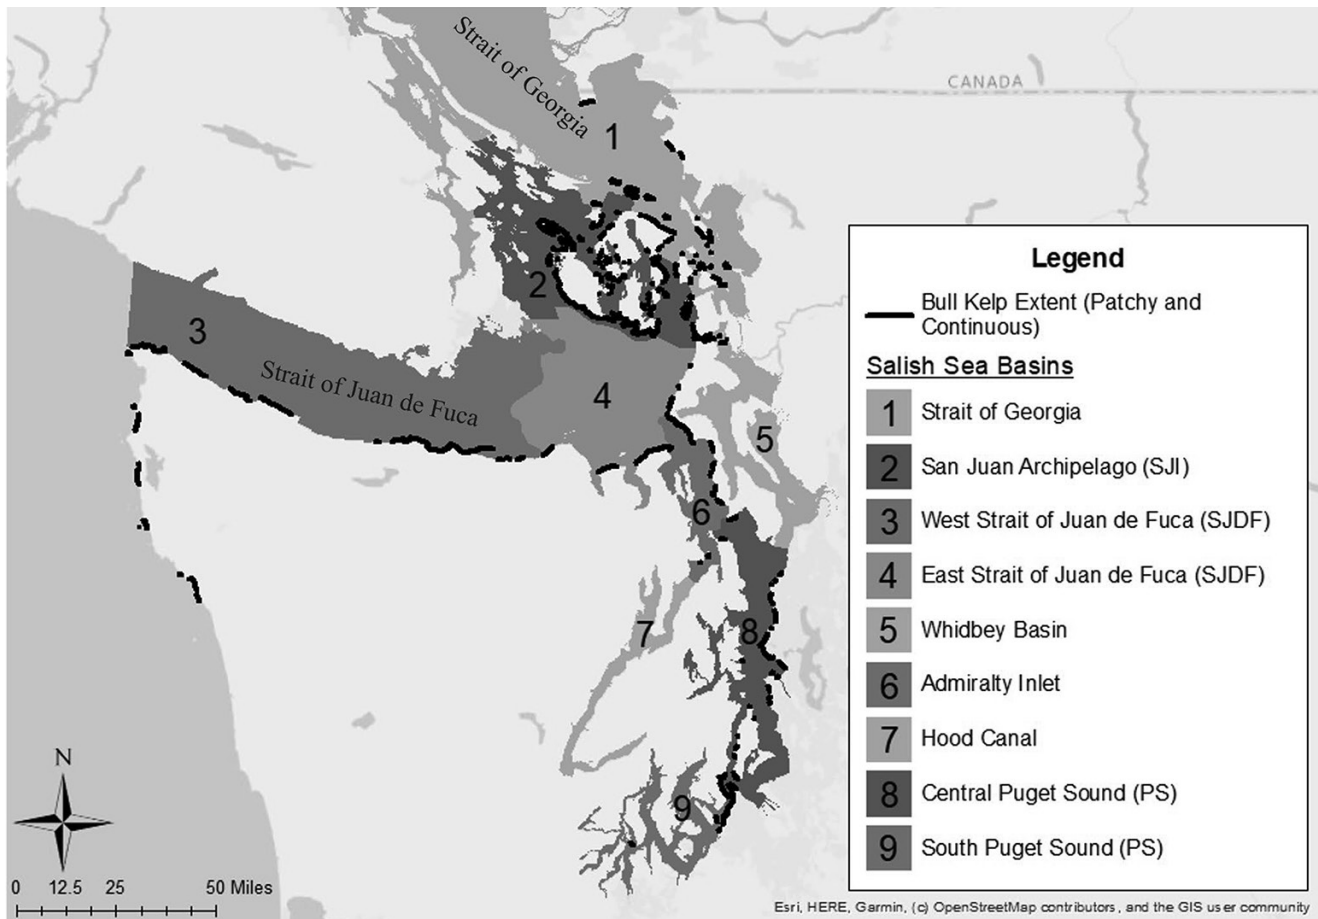 Strait of Georgia
CANADA
1
2
3
Strait of Juan de Fuca
4
5
6
7
8
9
N
0 12.5 25 50 Miles
Legend
Bull Kelp Extent (Patchy and
Continuous)
Salish Sea Basins
1 Strait of Georgia
2 San Juan Archipelago (SJI)
3 West Strait of Juan de Fuca (SJDF)
4 East Strait of Juan de Fuca (SJDF)
5 Whidbey Basin
6 Admiralty Inlet
7 Hood Canal
8 Central Puget Sound (PS)
9 South Puget Sound (PS)
Esri, HERE, Garmin, (c) OpenStreetMap contributors, and the GIS user community